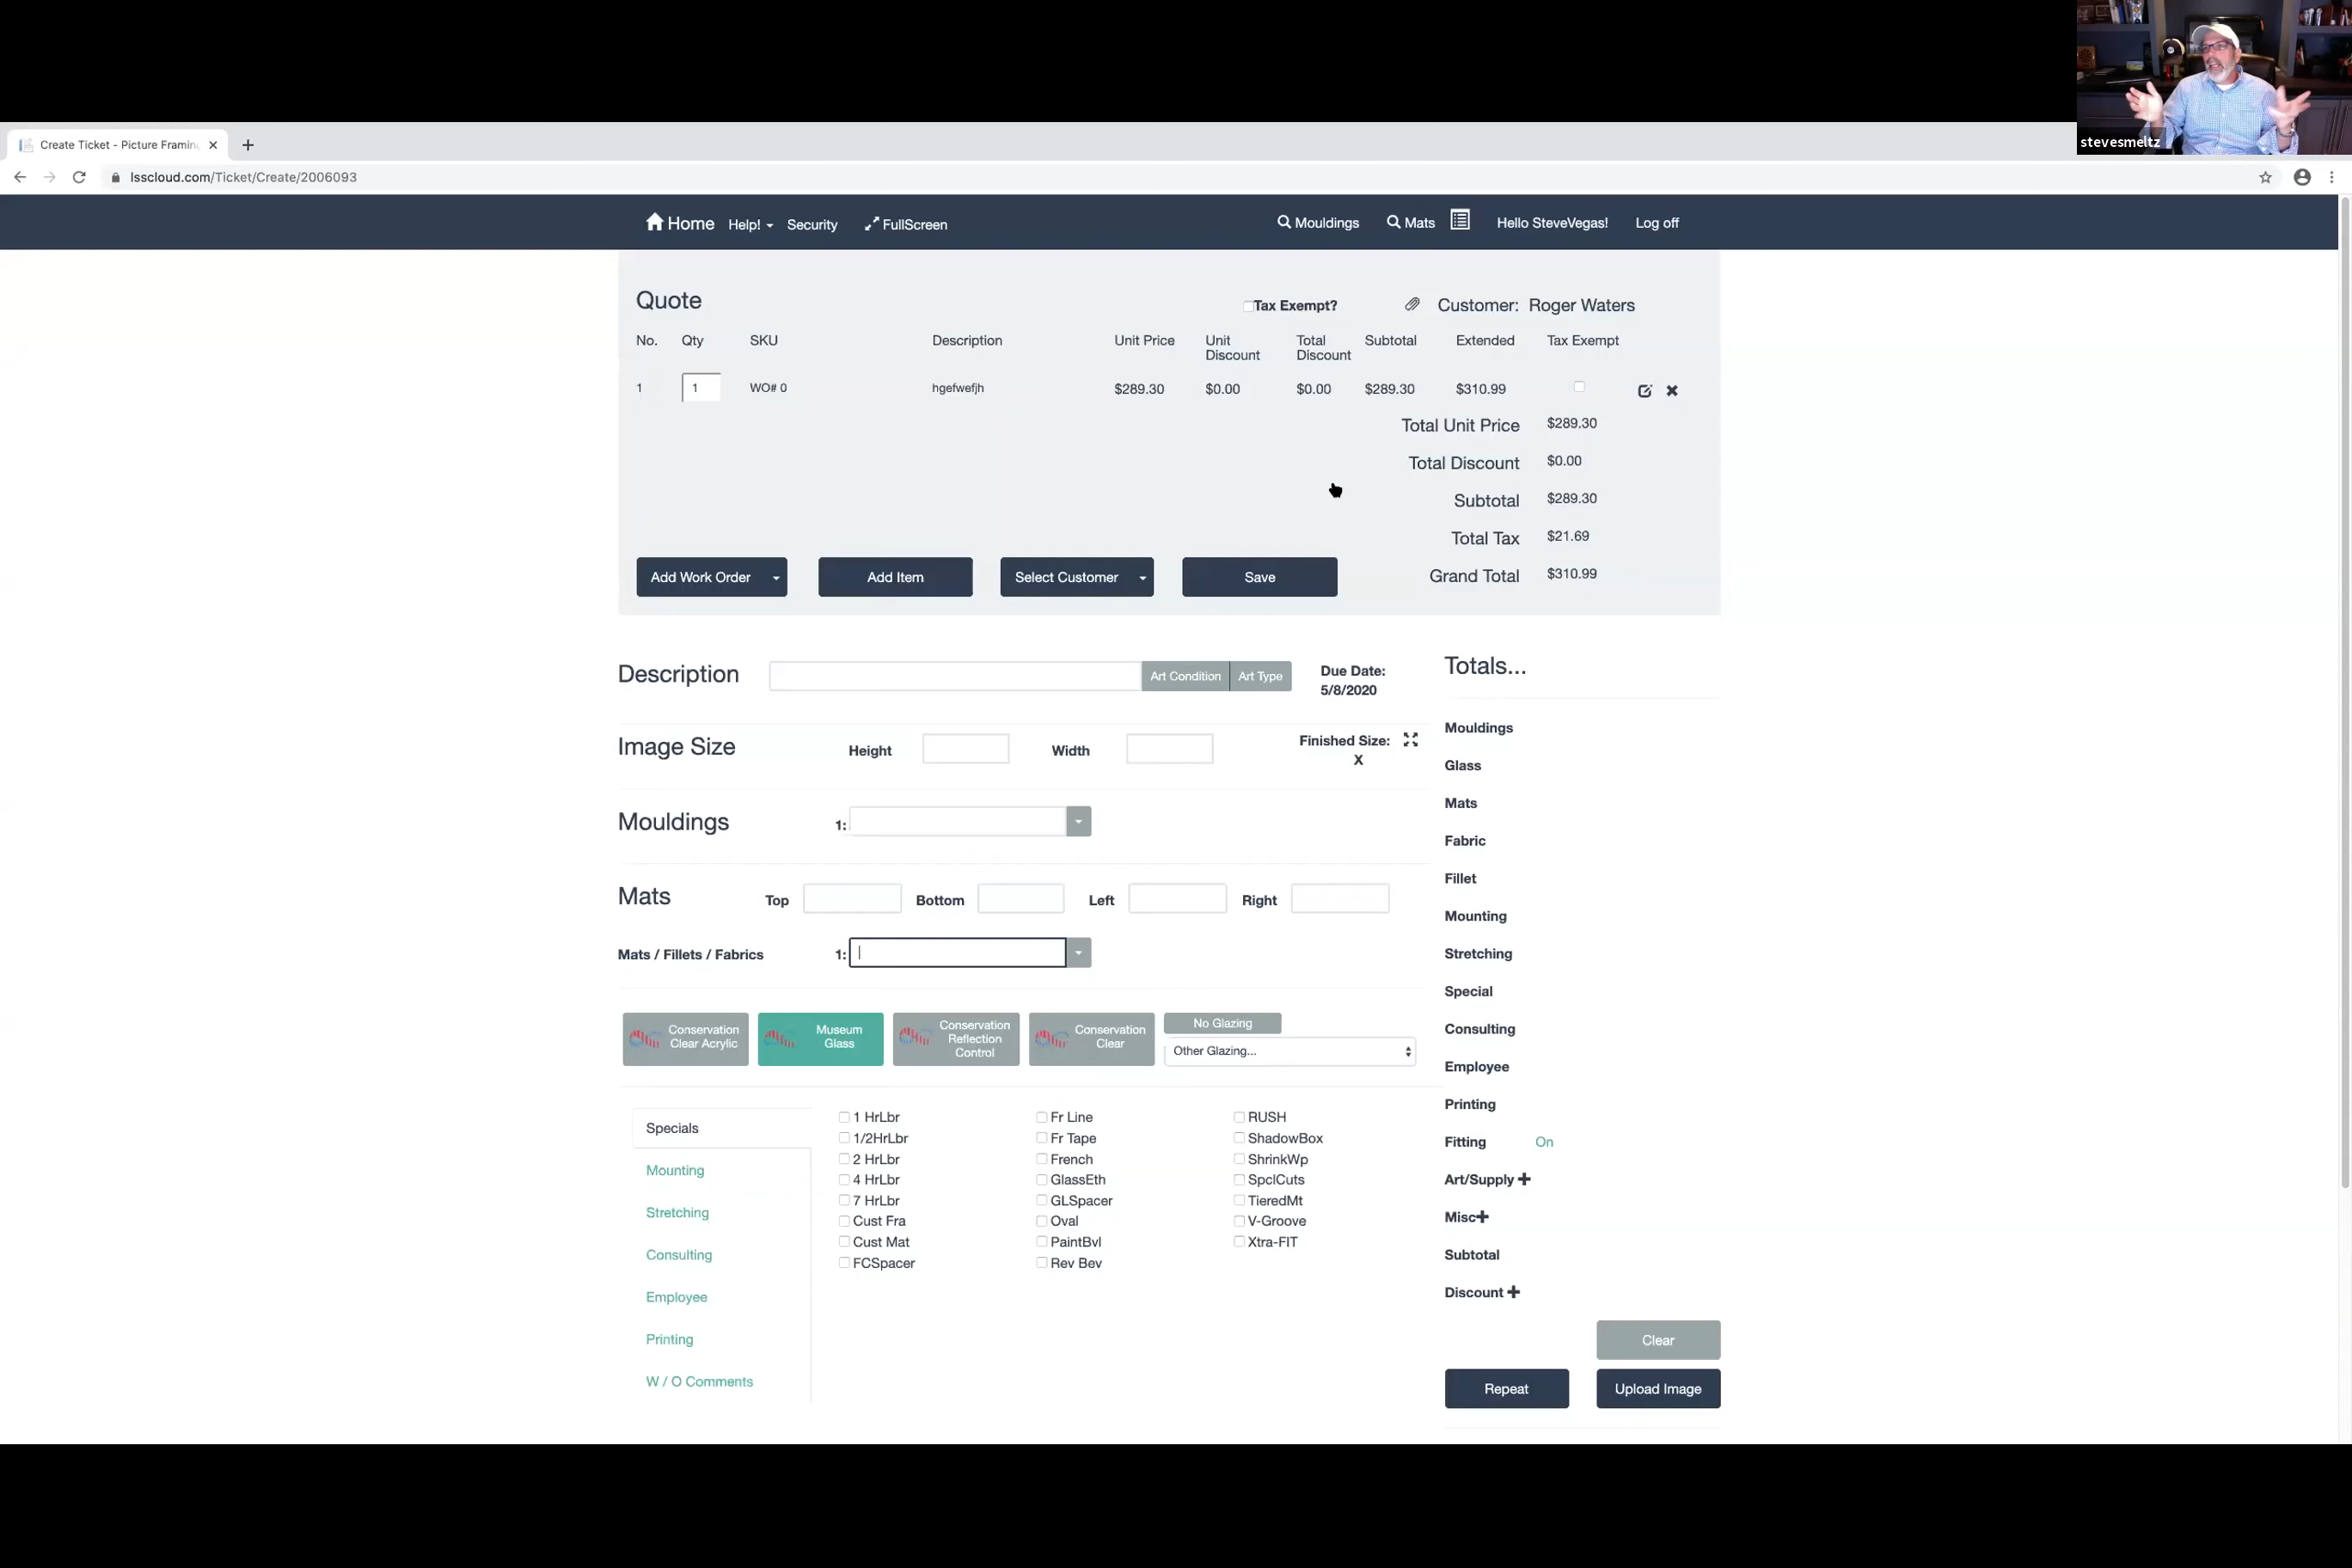 stevesmeltz
Create Ticket - Picture Framin
lsscloud.com/Ticket/Create/2006093
Home Help! Security FullScreen Mouldings Mats Hello SteveVegas! Log off
Quote Tax Exempt? Customer: Roger Waters
No. Qty SKU Description Unit Price Unit Discount Total Discount Subtotal Extended Tax Exempt
1 1 WO# 0 hgefwefjh $289.30 $0.00 $0.00 $289.30 $310.99
Total Unit Price $289.30
Total Discount $0.00
Subtotal $289.30
Total Tax $21.69
Grand Total $310.99
Add Work Order Add Item Select Customer Save
Description Art Condition Art Type Due Date:
5/8/2020
Image Size Height Width Finished Size:
X
Mouldings 1:
Mats Top Bottom Left Right
Mats / Fillets / Fabrics 1:
Conservation Clear Acrylic
Museum Glass
Conservation Reflection Control
Conservation Clear
No Glazing
Other Glazing...
Specials
Mounting
Stretching
Consulting
Employee
Printing
W / O Comments
1 HrLbr
1/2HrLbr
2 HrLbr
4 HrLbr
7 HrLbr
Cust Fra
Cust Mat
FCSpacer
Fr Line
Fr Tape
French
GlassEth
GLSpacer
Oval
PaintBvl
Rev Bev
RUSH
ShadowBox
ShrinkWp
SpclCuts
TieredMt
V-Groove
Xtra-FIT
Totals...
Mouldings
Glass
Mats
Fabric
Fillet
Mounting
Stretching
Special
Consulting
Employee
Printing
Fitting On
Art/Supply
Misc
Subtotal
Discount
Clear
Repeat Upload Image